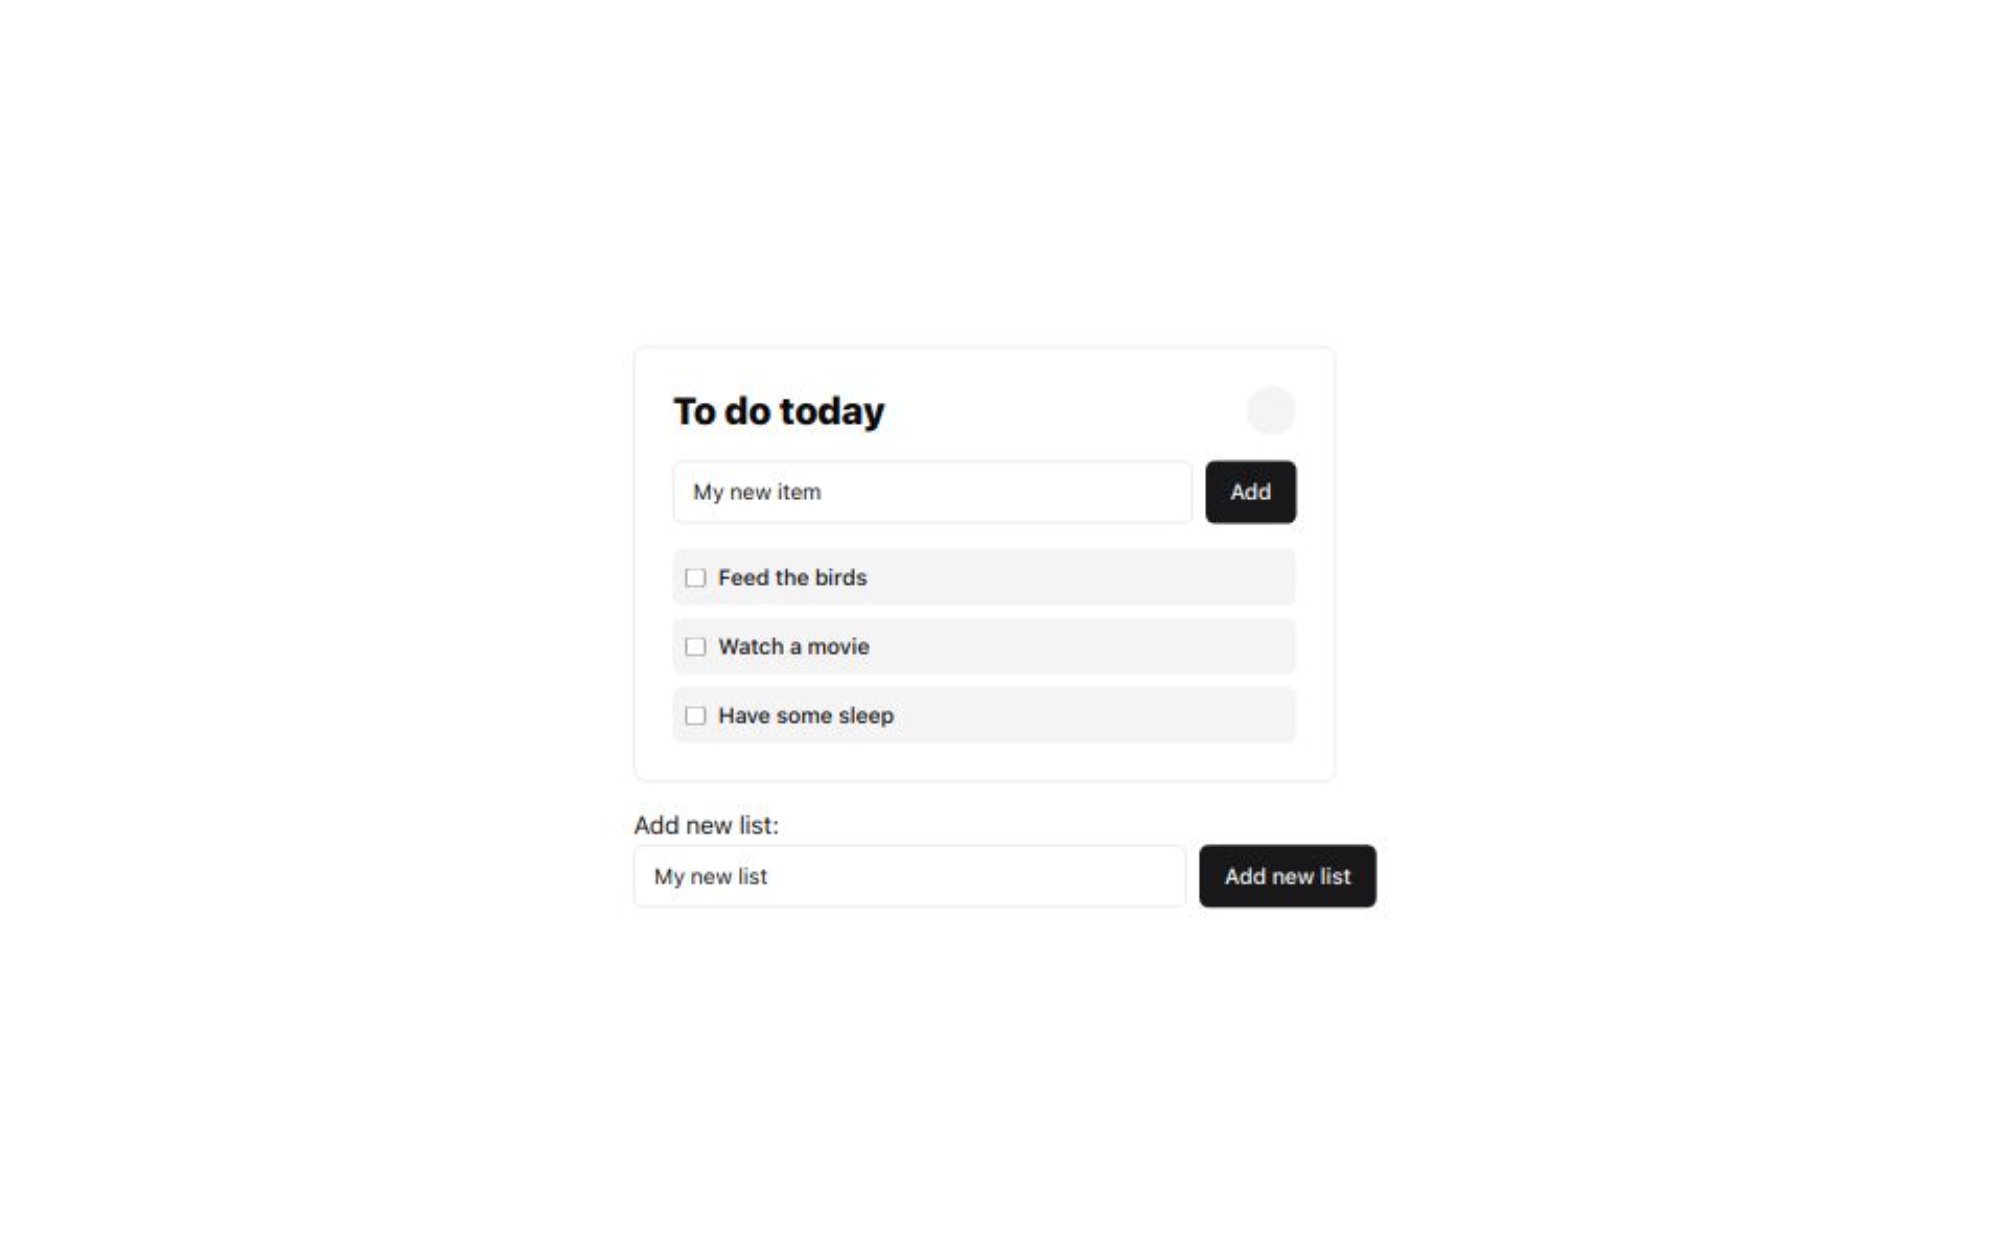 To do today
My new item
Add
Feed the birds
Watch a movie
Have some sleep
Add new list:
My new list
Add new list